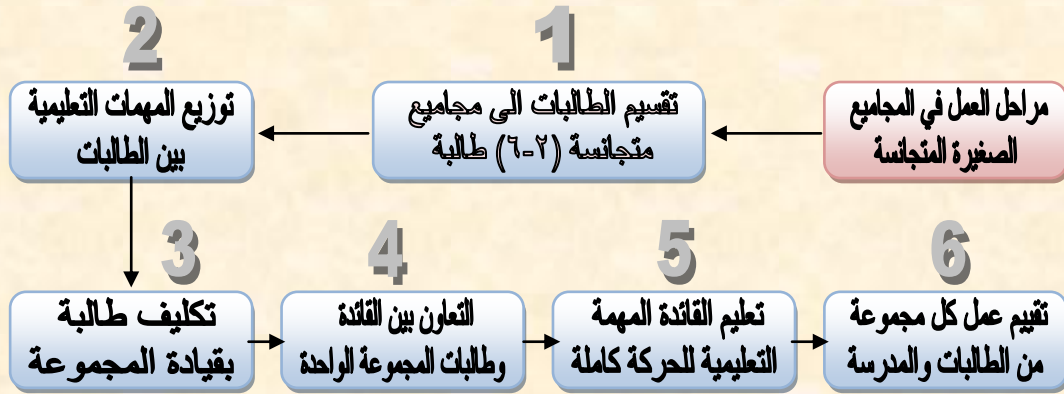 مراحل العمل في المجاميع
الصغيرة المتجانسة
1
تقسيم الطالبات الى مجاميع
متجانسة (٢-٦) طالبة
2
توزيع المهمات التعليمية
بين الطالبات
3
تكليف طالبة
بقيادة المجموعة
4
التعاون بين القائدة
وطالبات المجموعة الواحدة
5
تعليم القائدة المهمة
التعليمية للحركة كاملة
6
تقييم عمل كل مجموعة
من الطالبات والمدرسة